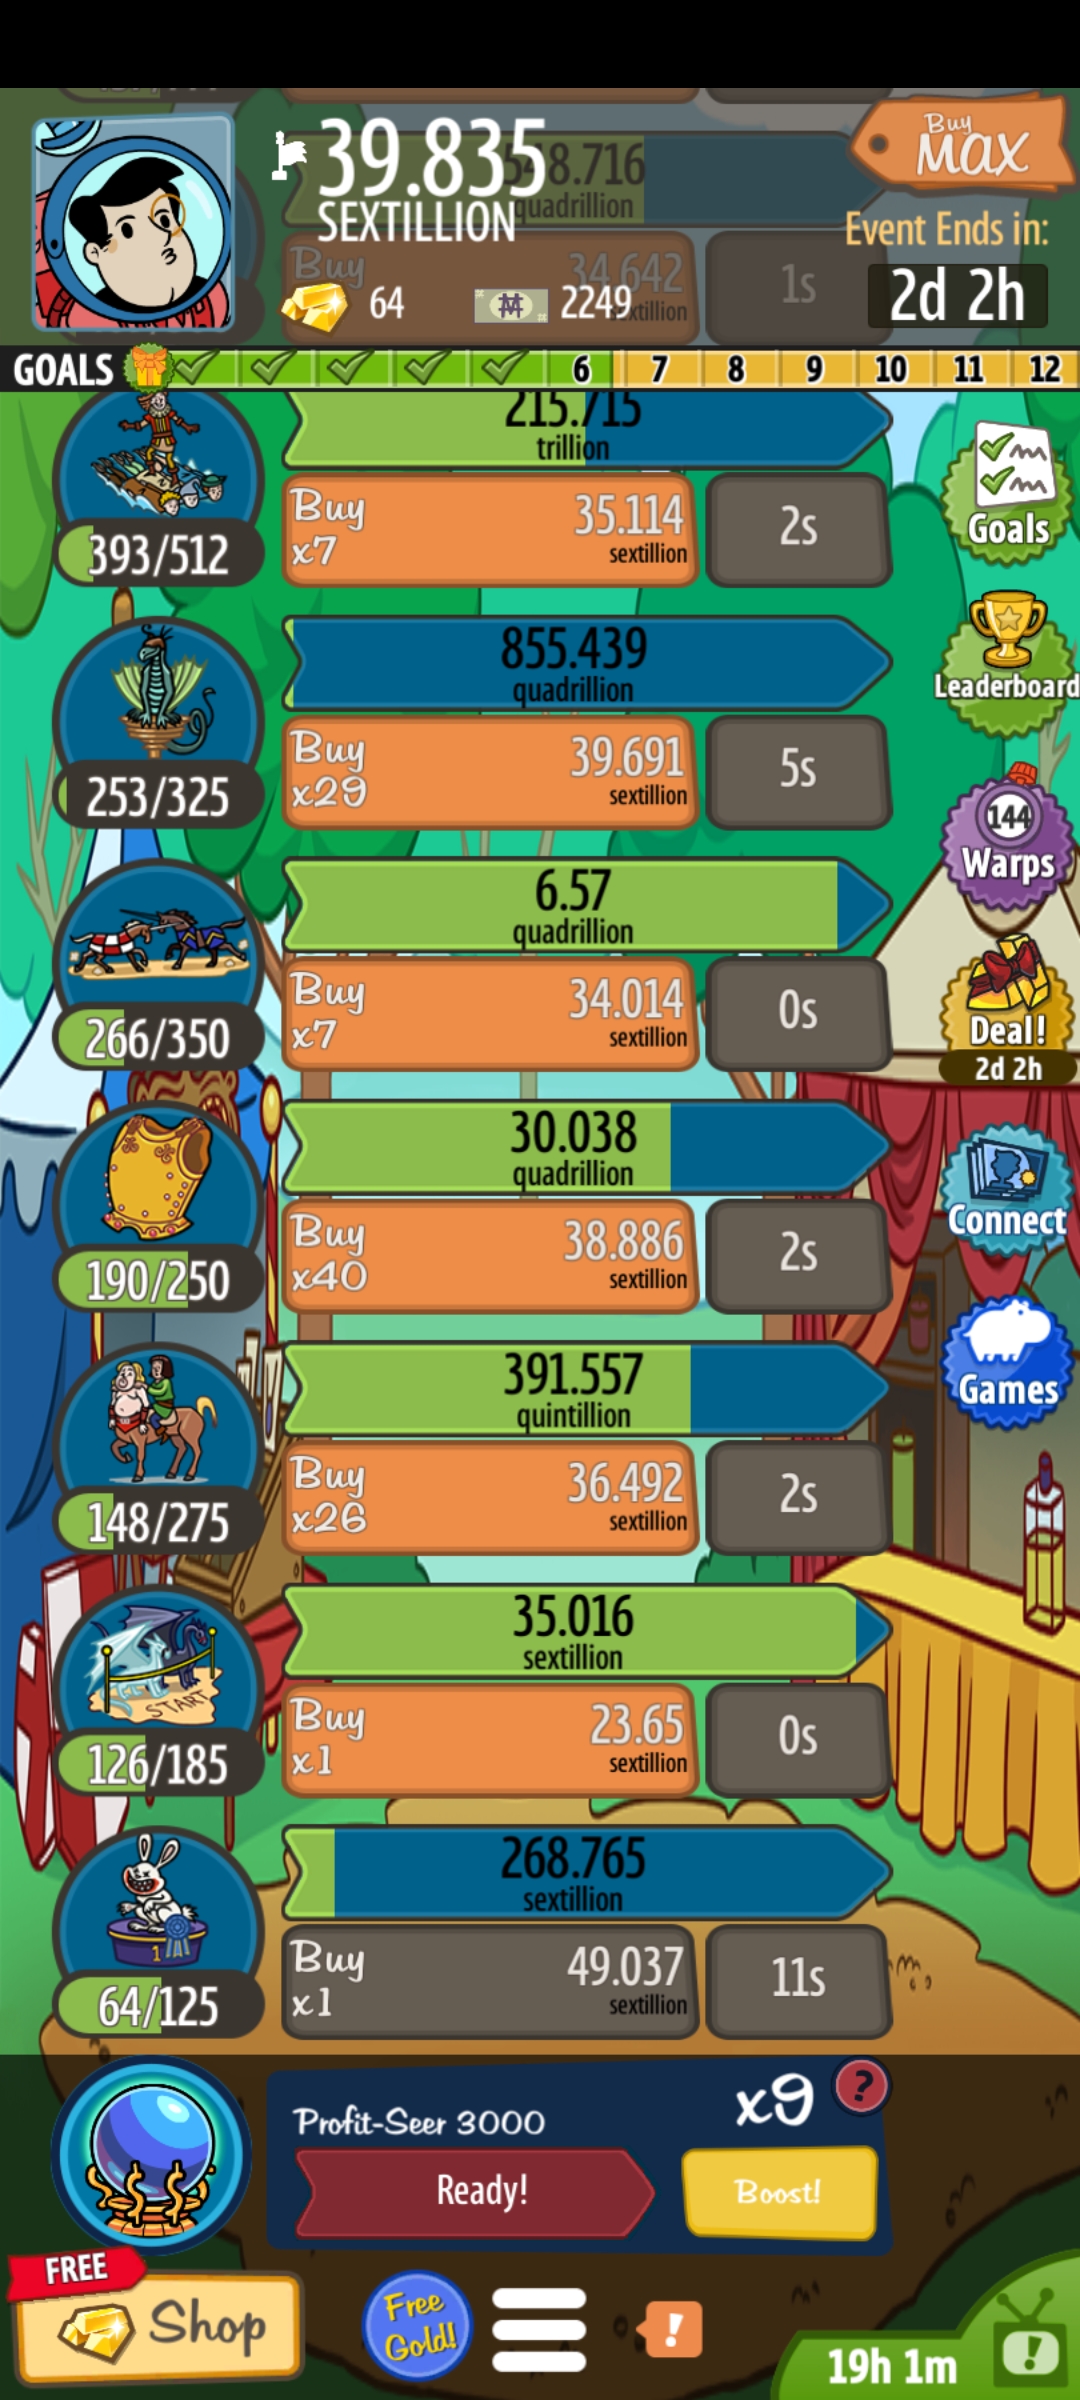 39.835
SEXTILLION
548.716
quadrillion
Buy
34.642
sextillion
1s
64
2249
Buy
MAX
Event Ends in:
2d 2h
GOALS
6 7 8 9 10 11 12
215.715
trillion
393/512
Buy
x7
35.114
sextillion
2s
Goals
855.439
quadrillion
253/325
Buy
x29
39.691
sextillion
5s
Leaderboard
144
Warps
6.57
quadrillion
266/350
Buy
x7
34.014
sextillion
0s
Deal!
2d 2h
30.038
quadrillion
190/250
Buy
x40
38.886
sextillion
2s
Connect
391.557
quintillion
148/275
Buy
x26
36.492
sextillion
2s
Games
35.016
sextillion
START
126/185
Buy
x1
23.65
sextillion
0s
268.765
sextillion
1
64/125
Buy
x1
49.037
sextillion
11s
Profit-Seer 3000
x9
?
Ready!
Boost!
FREE
Shop
Free
Gold!
!
19h 1m
!